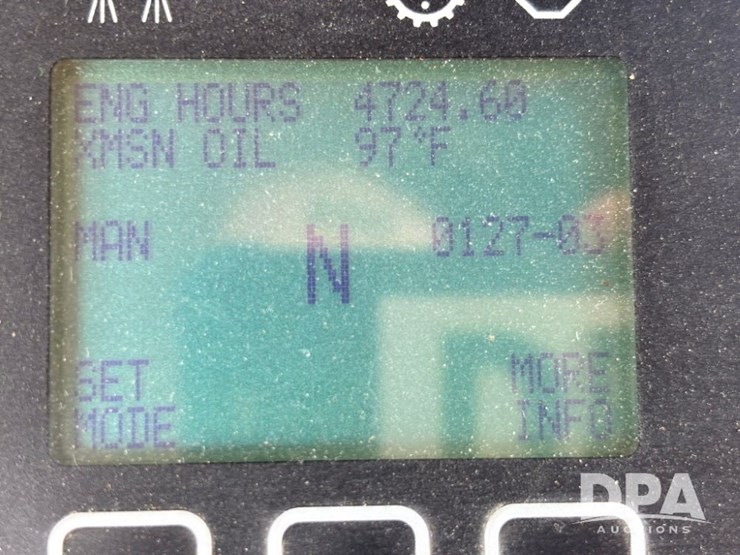 ENG HOURS 4724.60
XMSN OIL 97°F
MAN N 0127-03
SET MORE
MODE INFO
DPA
AUCTIONS